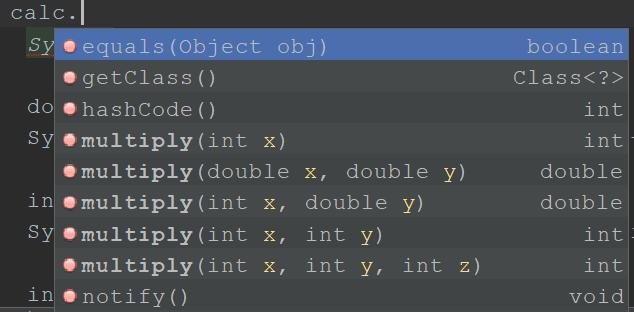 calc.
Sy
equals(Object obj) boolean
getClass() Class<?>
do
hashCode() int
Sy
multiply(int x) int
multiply(double x, double y) double
in
multiply(int x, double y) double
Sy
multiply(int x, int y) int
multiply(int x, int y, int z) int
in
notify() void